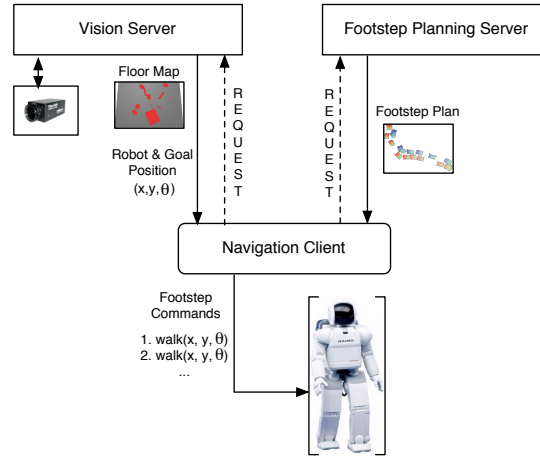 Vision Server
Footstep Planning Server
Floor Map
Robot & Goal
Position
(x,y,θ)
REQUEST
REQUEST
Footstep Plan
Navigation Client
Footstep
Commands
1. walk(x, y, θ)
2. walk(x, y, θ)
...